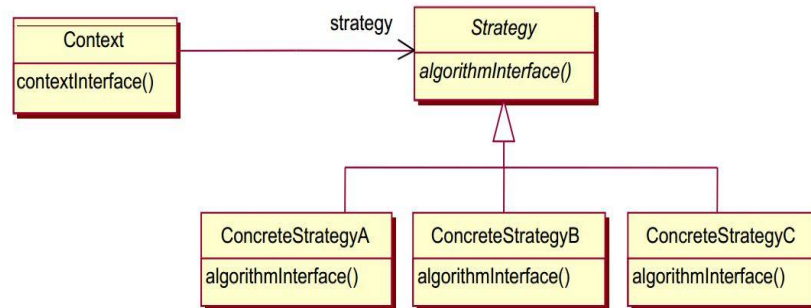 Context
contextInterface()
strategy
Strategy
algorithmInterface()
ConcreteStrategyA
algorithmInterface()
ConcreteStrategyB
algorithmInterface()
ConcreteStrategyC
algorithmInterface()